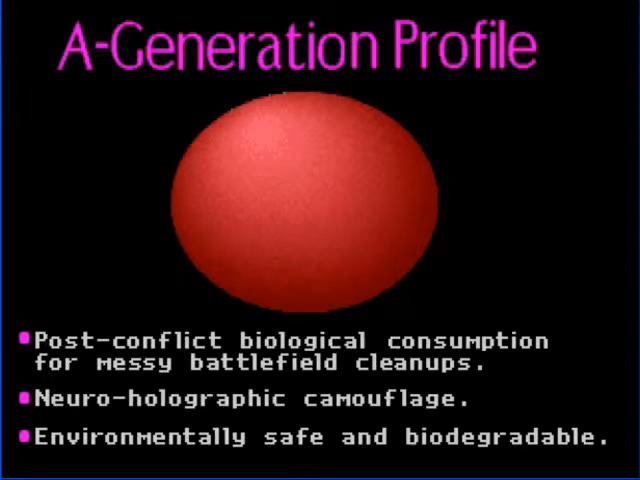 A-Generation Profile
Post-conflict biological consumption
for messy battlefield cleanups.
Neuro-holographic camouflage.
Environmentally safe and biodegradable.